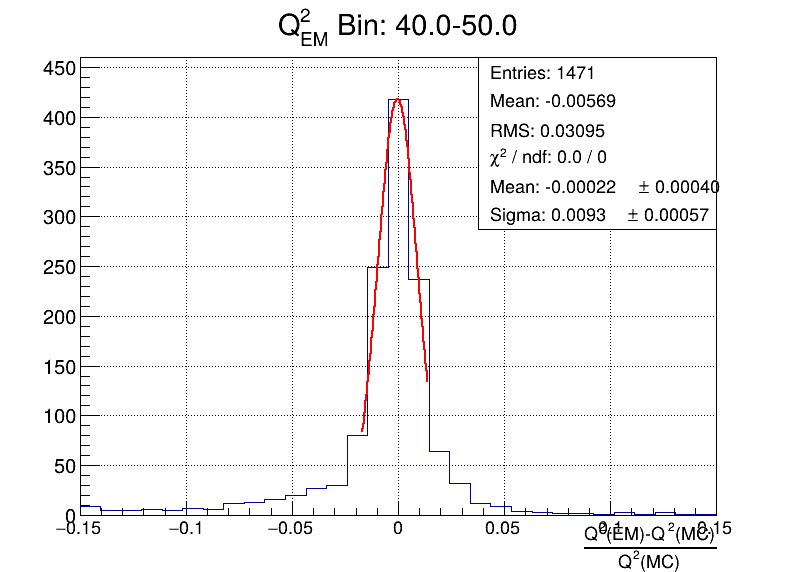 Q²_EM Bin: 40.0-50.0
Entries: 1471
Mean: -0.00569
RMS: 0.03095
χ² / ndf: 0.0 / 0
Mean: -0.00022 ± 0.00040
Sigma: 0.0093 ± 0.00057
450
400
350
300
250
200
150
100
50
0
−0.15 −0.1 −0.05 0 0.05 0.1 0.15
Q²(EM)-Q²(MC)
Q²(MC)